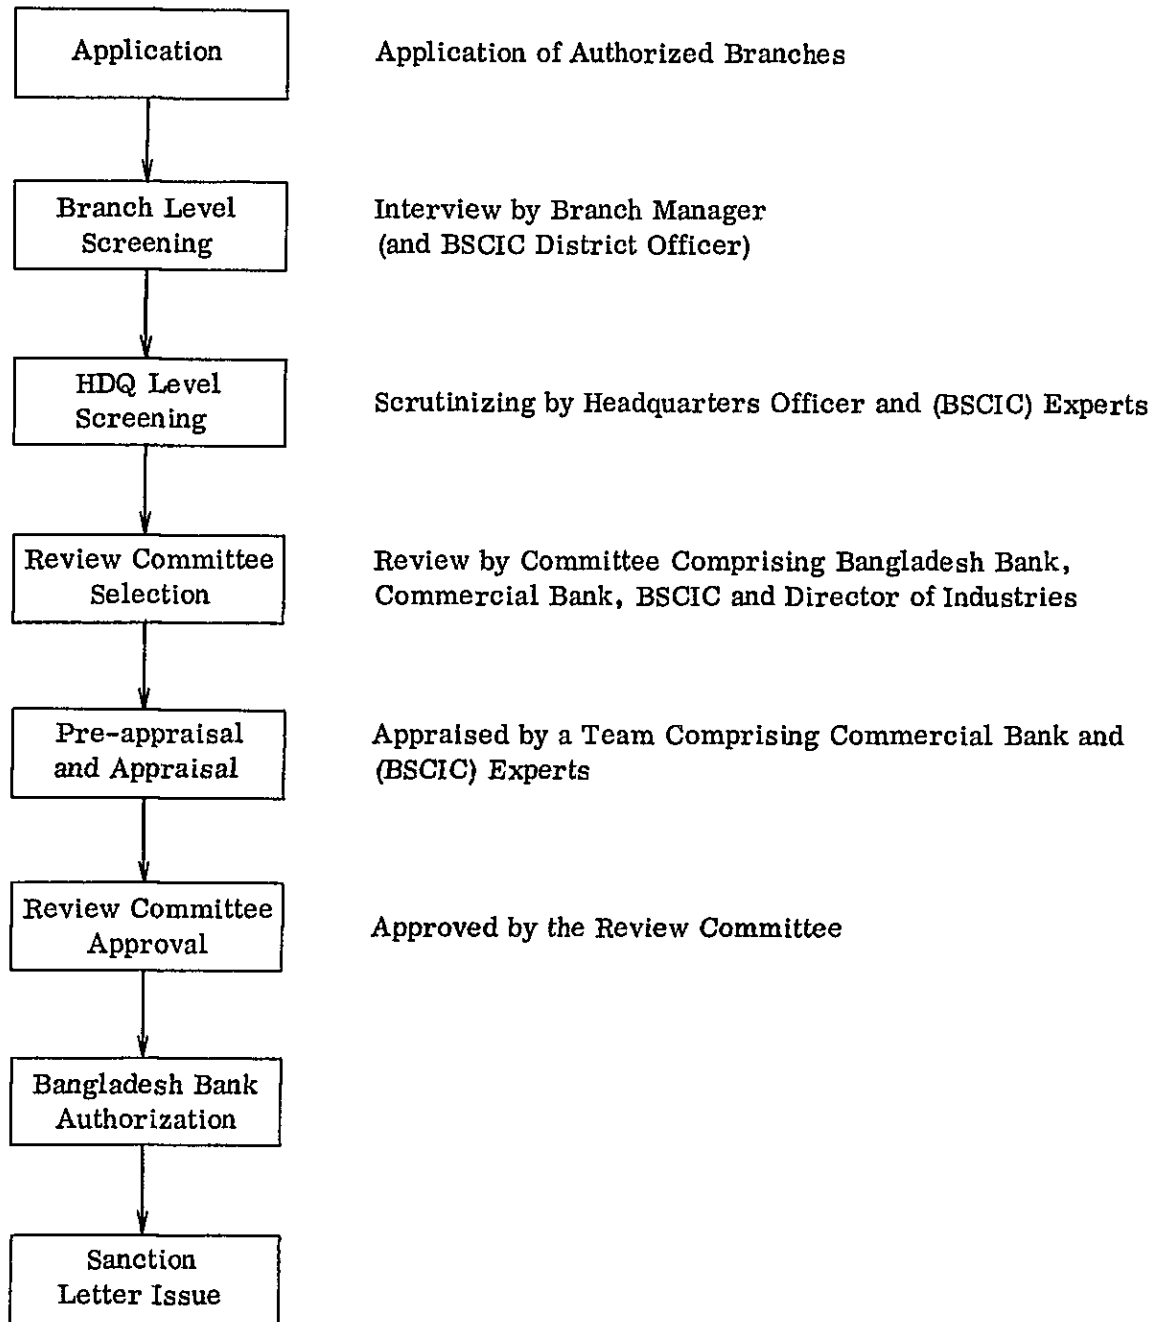 Application
Application of Authorized Branches
Branch Level
Screening
Interview by Branch Manager
(and BSCIC District Officer)
HDQ Level
Screening
Scrutinizing by Headquarters Officer and (BSCIC) Experts
Review Committee
Selection
Review by Committee Comprising Bangladesh Bank,
Commercial Bank, BSCIC and Director of Industries
Pre-appraisal
and Appraisal
Appraised by a Team Comprising Commercial Bank and
(BSCIC) Experts
Review Committee
Approval
Approved by the Review Committee
Bangladesh Bank
Authorization
Sanction
Letter Issue